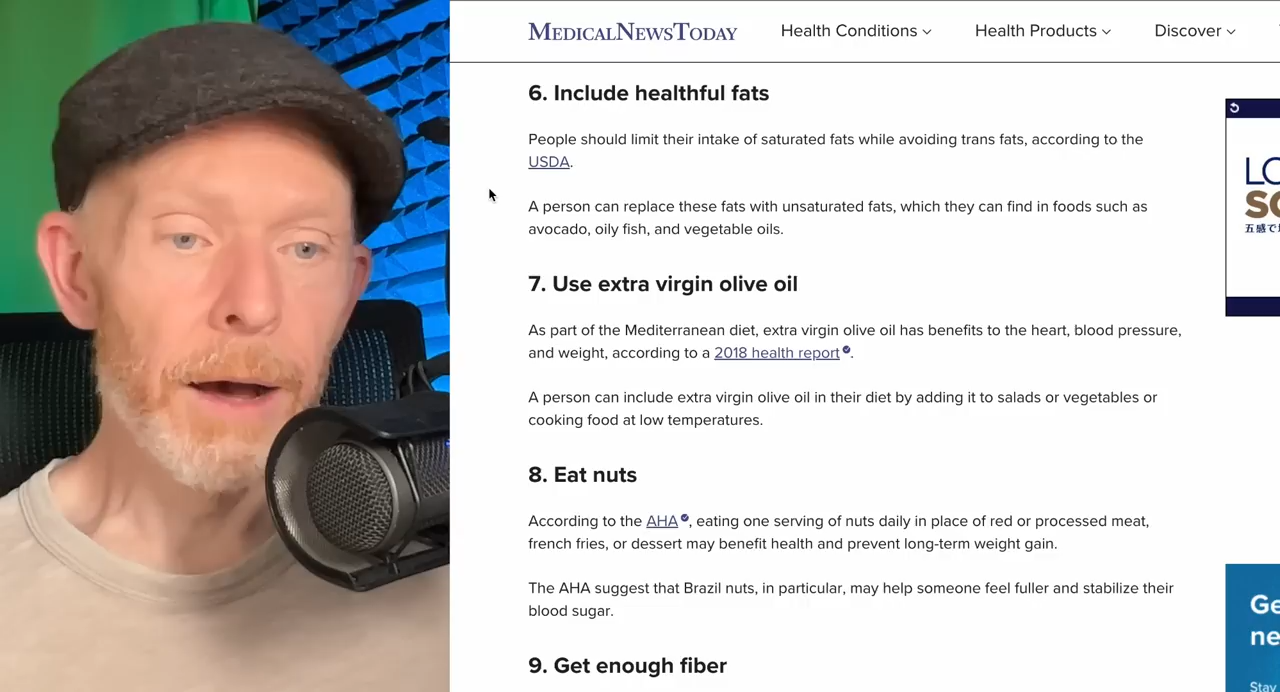 MEDICALNEWSTODAY Health Conditions Health Products Discover
6. Include healthful fats
People should limit their intake of saturated fats while avoiding trans fats, according to the
USDA.
A person can replace these fats with unsaturated fats, which they can find in foods such as
avocado, oily fish, and vegetable oils.
7. Use extra virgin olive oil
As part of the Mediterranean diet, extra virgin olive oil has benefits to the heart, blood pressure,
and weight, according to a 2018 health report.
A person can include extra virgin olive oil in their diet by adding it to salads or vegetables or
cooking food at low temperatures.
8. Eat nuts
According to the AHA, eating one serving of nuts daily in place of red or processed meat,
french fries, or dessert may benefit health and prevent long-term weight gain.
The AHA suggest that Brazil nuts, in particular, may help someone feel fuller and stabilize their
blood sugar.
9. Get enough fiber
LO
SO
五感で
Ge
ne
Stay